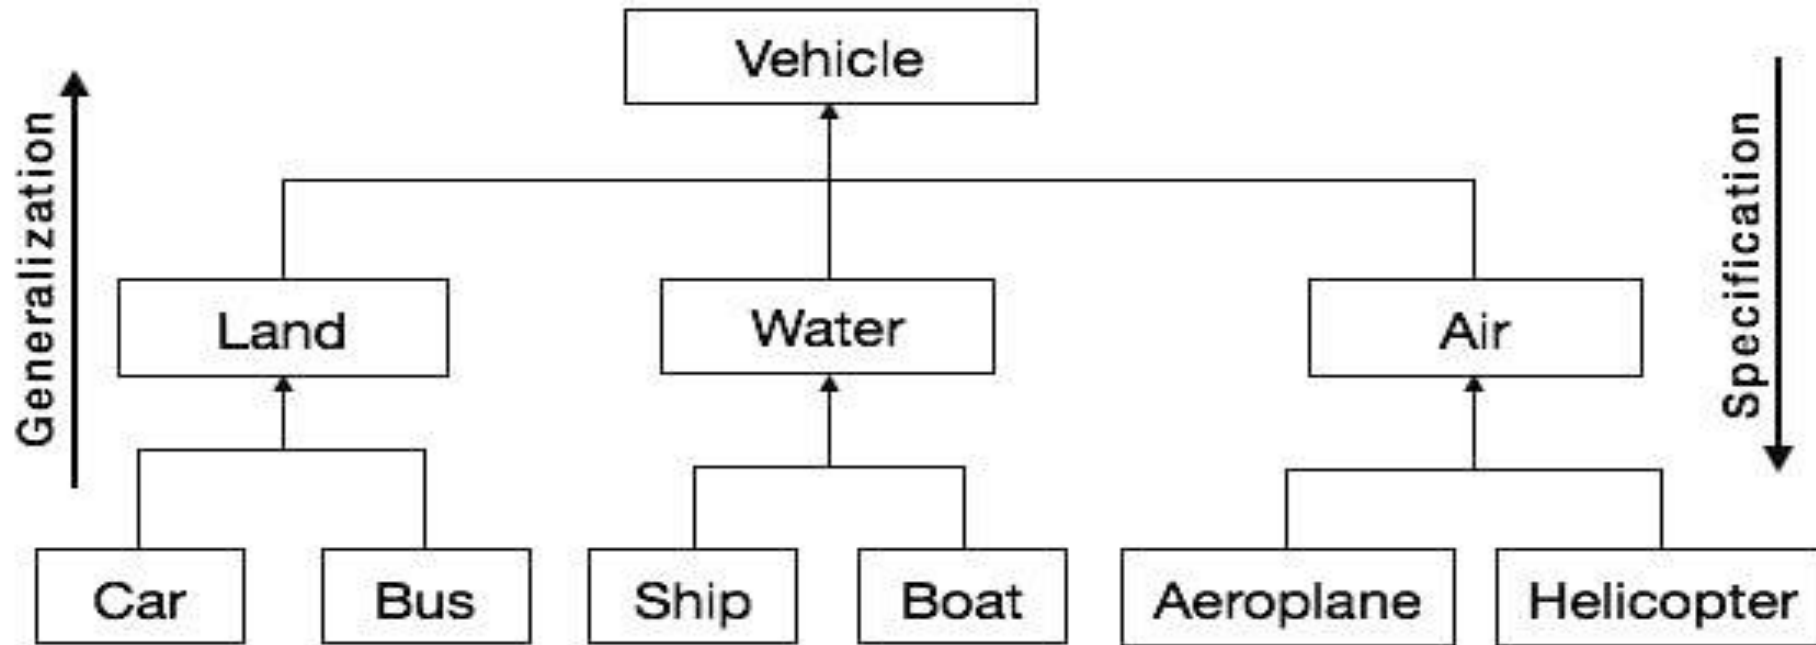 Vehicle
Generalization
Specification
Land
Water
Air
Car
Bus
Ship
Boat
Aeroplane
Helicopter